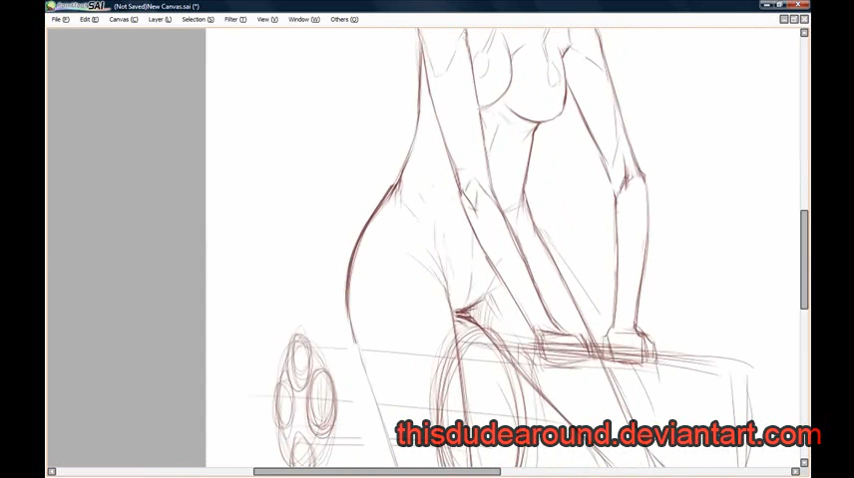 PaintTool SAI (Not Saved)New Canvas.sai (*)
File (F) Edit (E) Canvas (C) Layer (L) Selection (S) Filter (T) View (V) Window (W) Others (O)
thisdudearound.deviantart.com